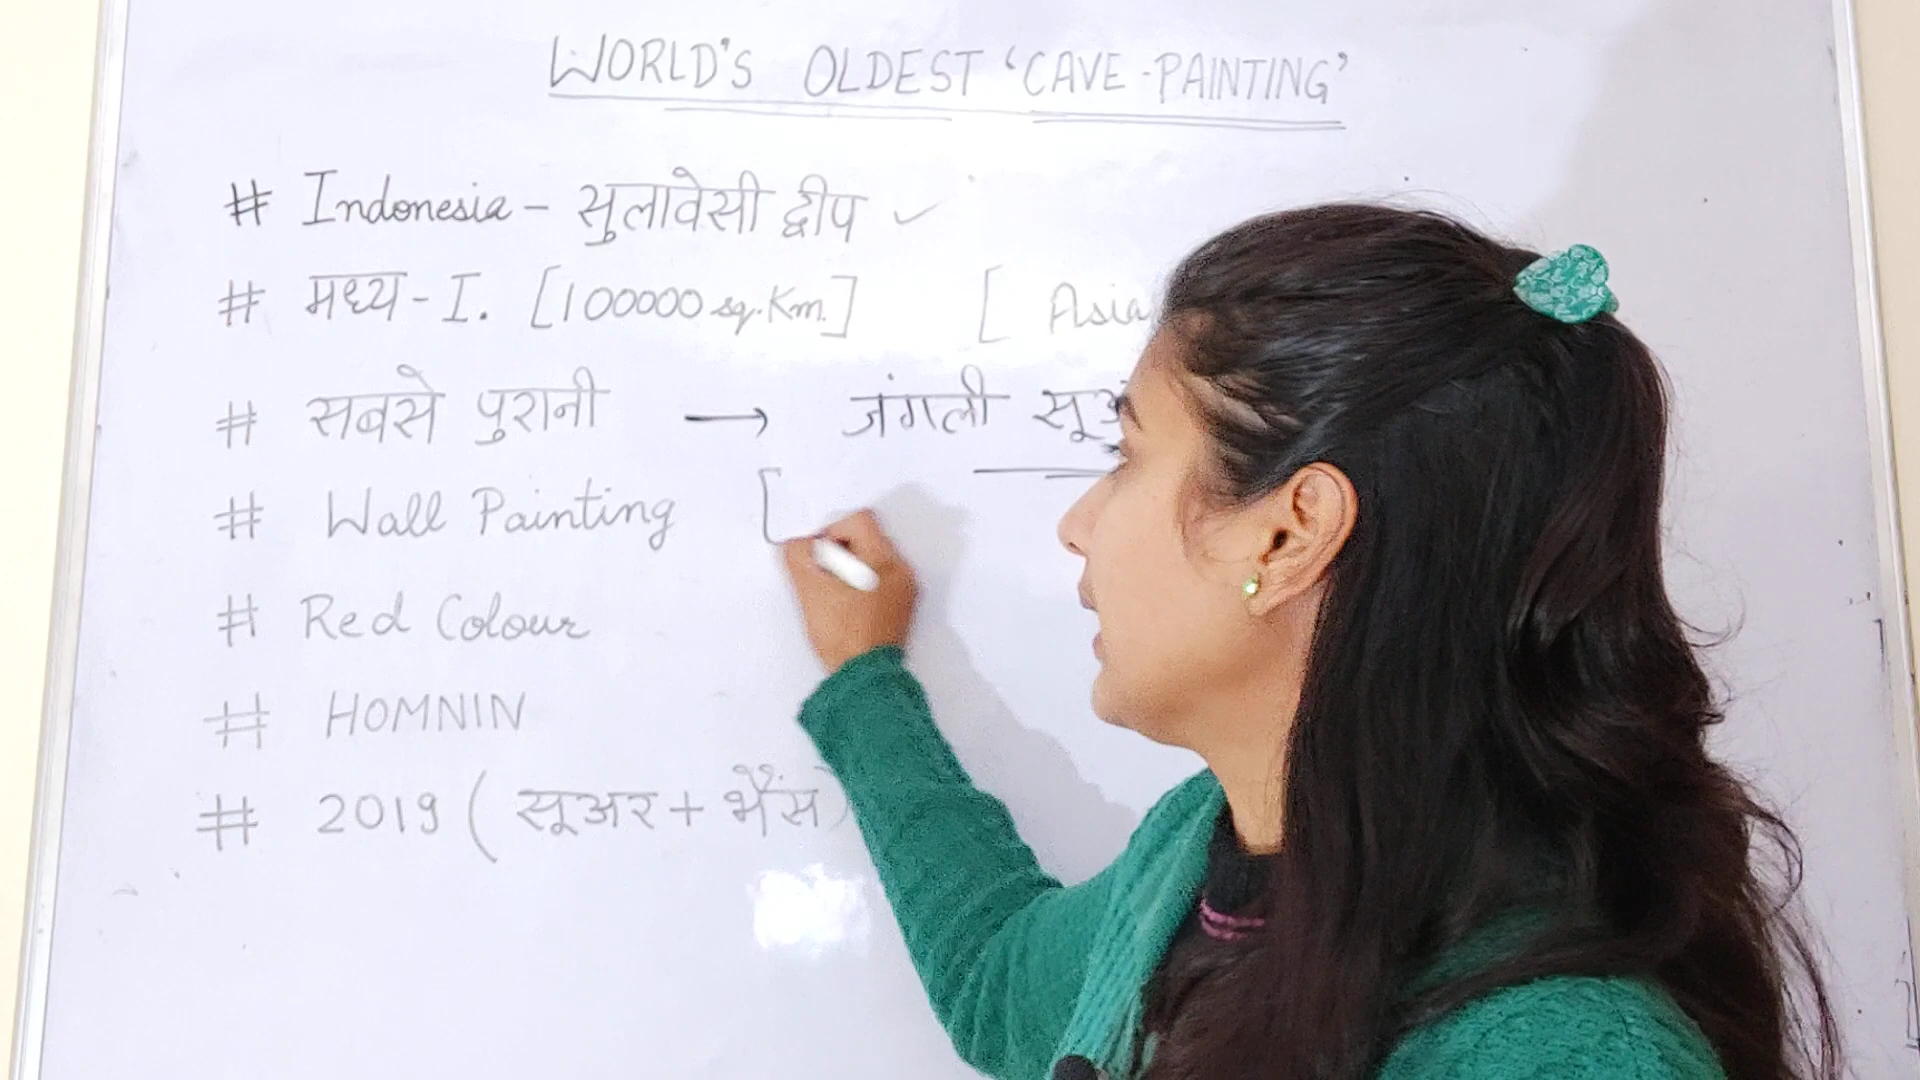 WORLD'S OLDEST 'CAVE-PAINTING'
# Indonesia - सुलावेसी द्वीप ✓
# मध्य - I. [100000 sq.Km.] [ Asia
# सबसे पुरानी → जंगली
# Wall Painting [
# Red Colour
# HOMNIN
# 2019 ( सूअर + भैंस )